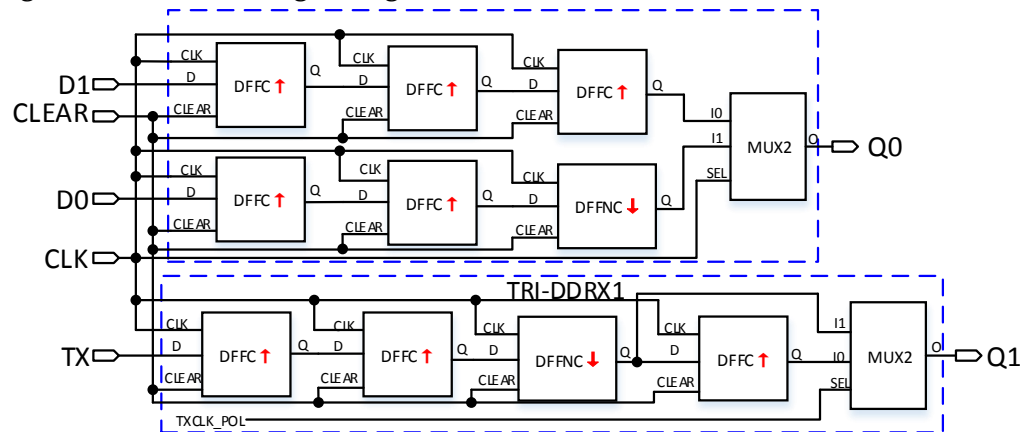 CLK
D
CLEAR
DFFC
Q
CLK
D
CLEAR
DFFC
Q
CLK
D
CLEAR
DFFC
Q
I0
I1
SEL
MUX2
O
Q0
D1
CLEAR
CLK
D
CLEAR
DFFC
Q
CLK
D
CLEAR
DFFC
Q
CLK
D
CLEAR
DFFNC
Q
D0
CLK
TRI-DDRX1
CLK
D
CLEAR
DFFC
Q
CLK
D
CLEAR
DFFC
Q
CLK
D
CLEAR
DFFNC
Q
CLK
D
CLEAR
DFFC
Q
I1
I0
SEL
MUX2
O
Q1
TX
TXCLK_POL